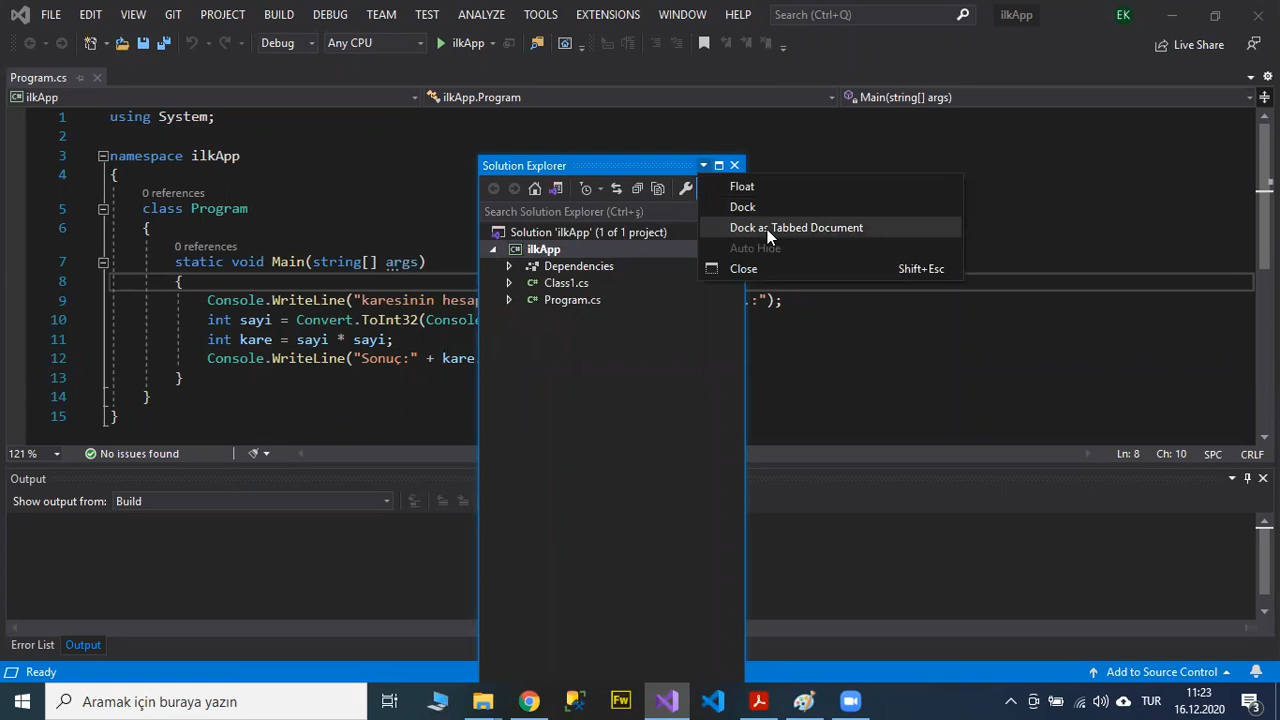 FILE EDIT VIEW GIT PROJECT BUILD DEBUG TEAM TEST ANALYZE TOOLS EXTENSIONS WINDOW HELP Search (Ctrl+Q) ilkApp EK
Debug Any CPU ilkApp Live Share
Program.cs
ilkApp ilkApp.Program Main(string[] args)
1 using System;
2
3 namespace ilkApp
4 {
0 references
5 class Program
6 {
0 references
7 static void Main(string[] args)
8 {
9 Console.WriteLine("karesinin hesap :");
10 int sayi = Convert.ToInt32(Console
11 int kare = sayi * sayi;
12 Console.WriteLine("Sonuç:" + kare.
13 }
14 }
15 }
Solution Explorer
Search Solution Explorer (Ctrl+ş)
Solution 'ilkApp' (1 of 1 project)
ilkApp
Dependencies
Class1.cs
Program.cs
Float
Dock
Dock as Tabbed Document
Auto Hide
Close Shift+Esc
121 % No issues found Ln: 8 Ch: 10 SPC CRLF
Output
Show output from: Build
Error List Output
Ready Add to Source Control
Aramak için buraya yazın Fw TUR 11:23
16.12.2020 3